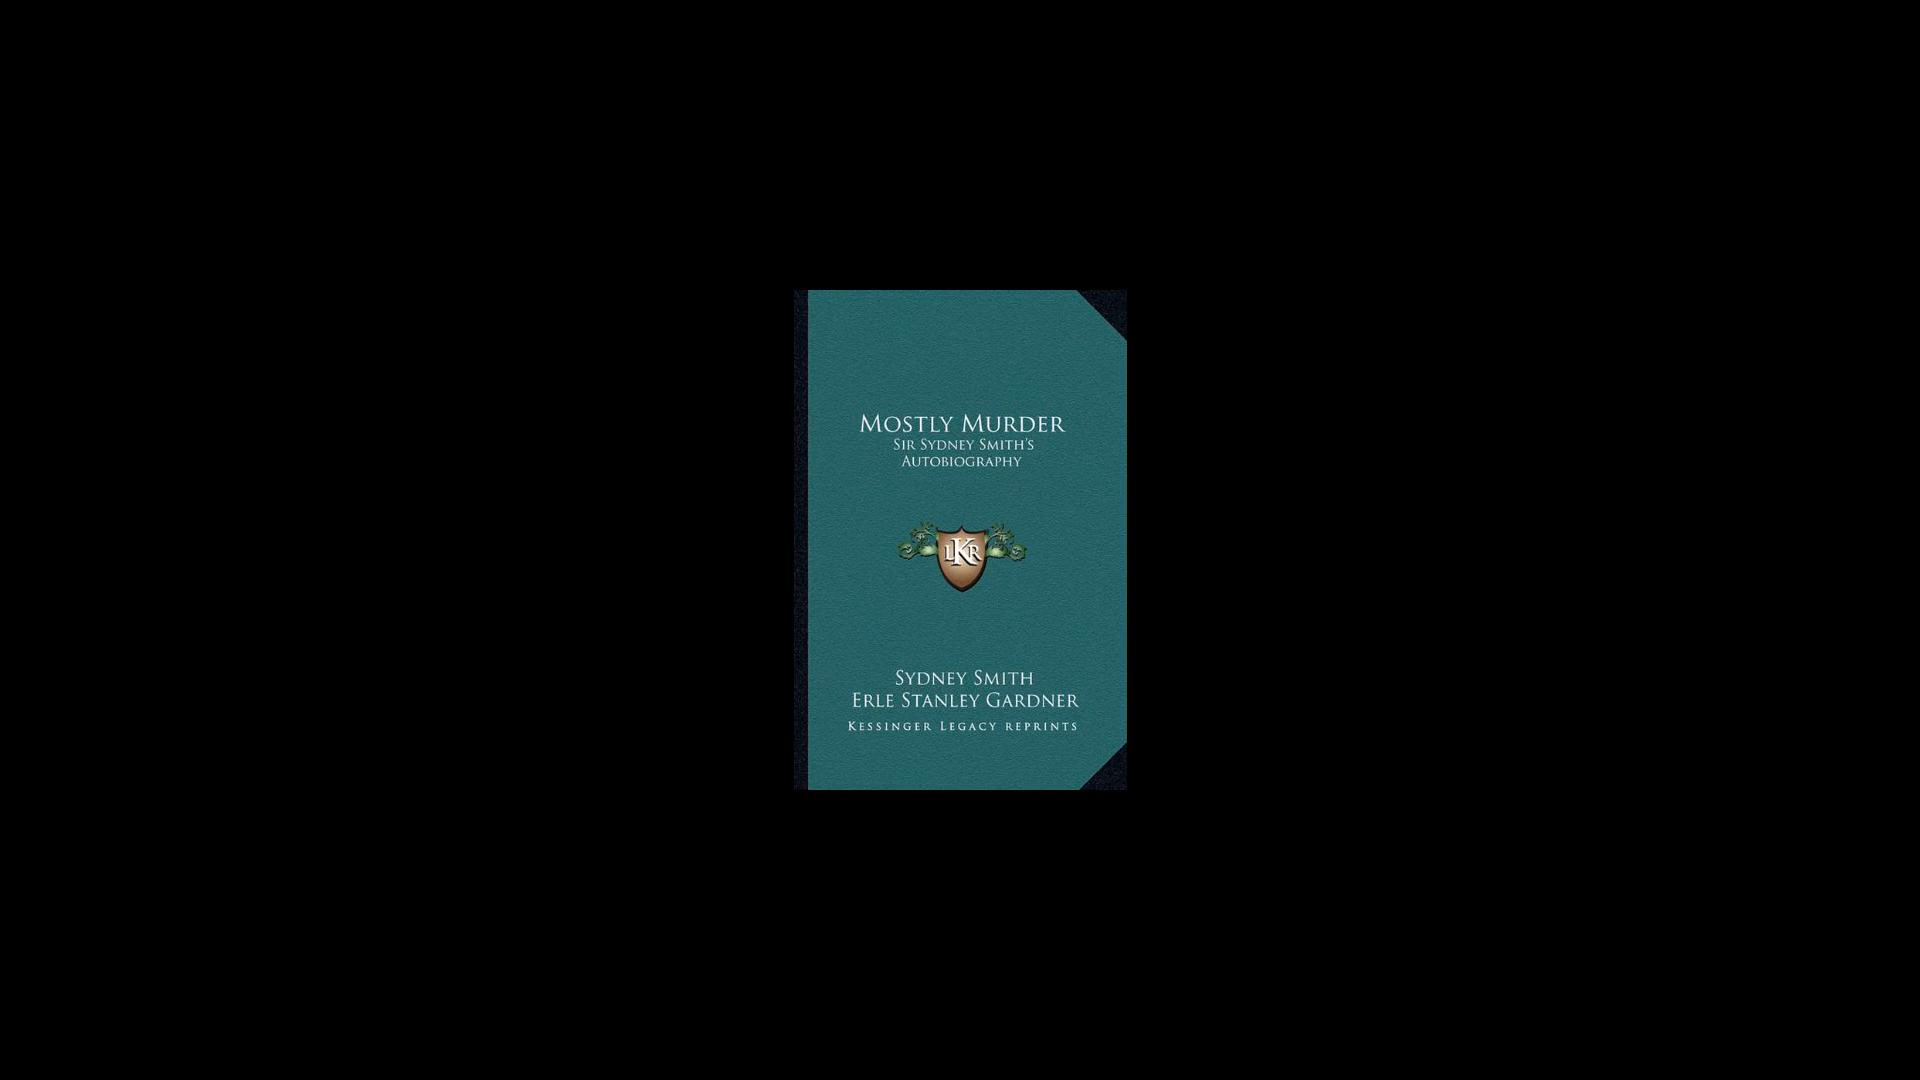 MOSTLY MURDER
SIR SYDNEY SMITH'S
AUTOBIOGRAPHY
LKR
SYDNEY SMITH
ERLE STANLEY GARDNER
KESSINGER LEGACY REPRINTS